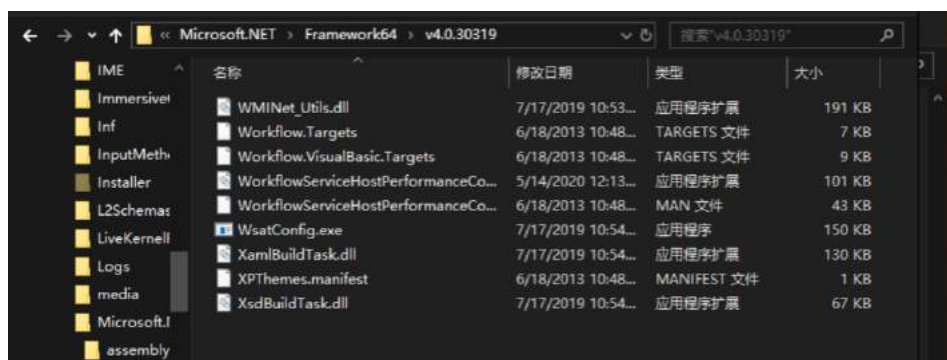 « Microsoft.NET › Framework64 › v4.0.30319
搜索"v4.0.30319"
IME
Inf
Installer
L2Schemas
Logs
media
assembly
名称 修改日期 类型 大小
WMINet_Utils.dll 7/17/2019 10:53... 应用程序扩展 191 KB
Workflow.Targets 6/18/2013 10:48... TARGETS 文件 7 KB
Workflow.VisualBasic.Targets 6/18/2013 10:48... TARGETS 文件 9 KB
WorkflowServiceHostPerformanceCo... 5/14/2020 12:13... 应用程序扩展 101 KB
WorkflowServiceHostPerformanceCo... 6/18/2013 10:48... MAN 文件 43 KB
WsatConfig.exe 7/17/2019 10:54... 应用程序 150 KB
XamlBuildTask.dll 7/17/2019 10:54... 应用程序扩展 130 KB
XPThemes.manifest 6/18/2013 10:48... MANIFEST 文件 1 KB
XsdBuildTask.dll 7/17/2019 10:54... 应用程序扩展 67 KB